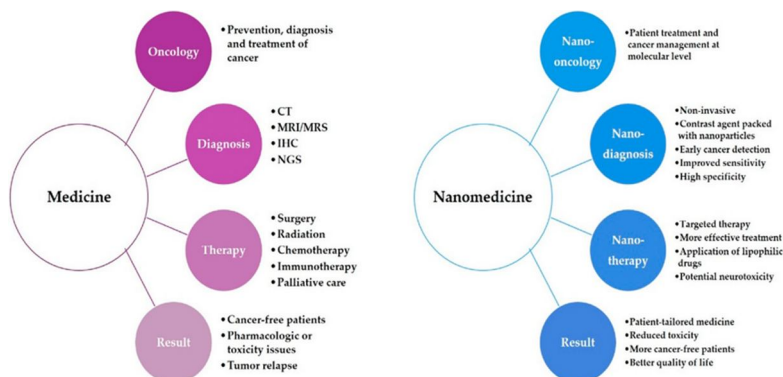 Medicine
Oncology
• Prevention, diagnosis
and treatment of
cancer
Diagnosis
• CT
• MRI/MRS
• IHC
• NGS
Therapy
• Surgery
• Radiation
• Chemotherapy
• Immunotherapy
• Palliative care
Result
• Cancer-free patients
• Pharmacologic or
toxicity issues
• Tumor relapse
Nanomedicine
Nano-
oncology
• Patient treatment and
cancer management at
molecular level
Nano-
diagnosis
• Non-invasive
• Contrast agent packed
with nanoparticles
• Early cancer detection
• Improved sensitivity
• High specificity
Nano-
therapy
• Targeted therapy
• More effective treatment
• Application of lipophilic
drugs
• Potential neurotoxicity
Result
• Patient-tailored medicine
• Reduced toxicity
• More cancer-free patients
• Better quality of life